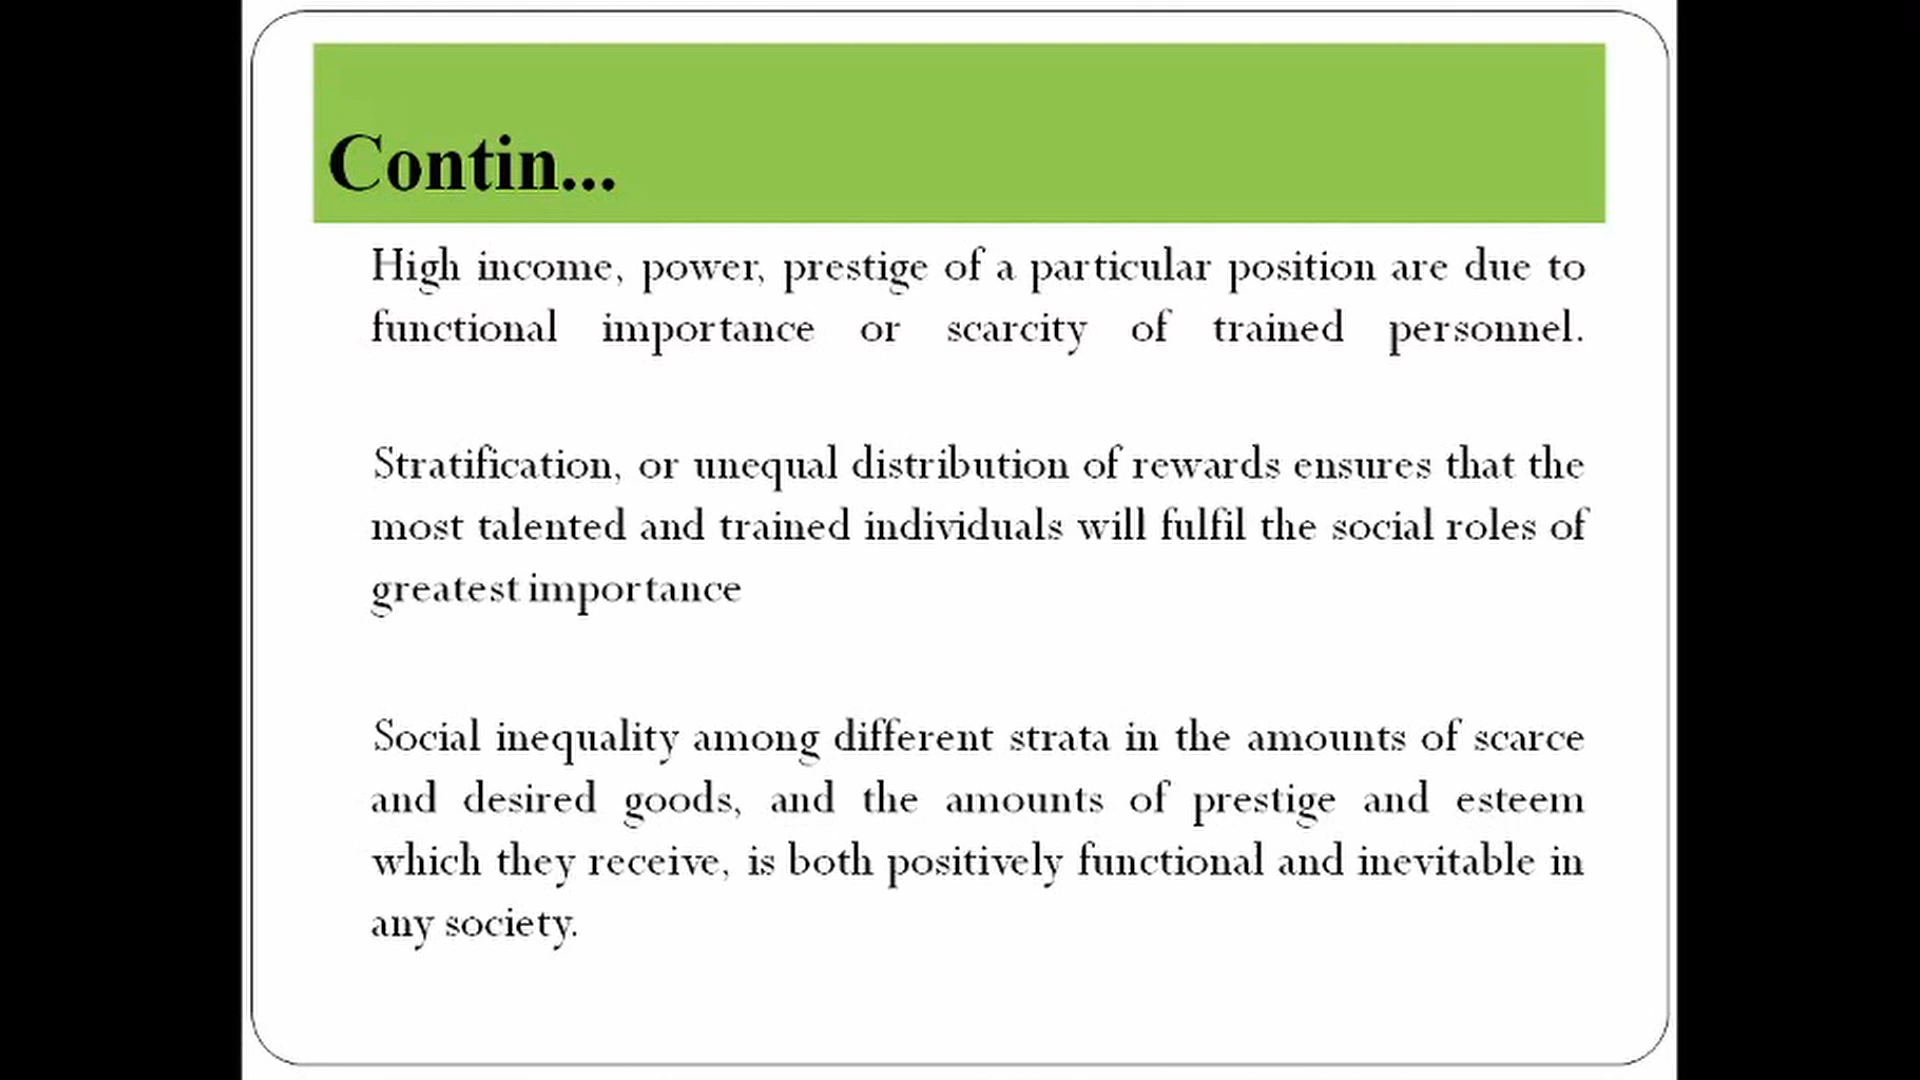 Contin...
High income, power, prestige of a particular position are due to
functional importance or scarcity of trained personnel.
Stratification, or unequal distribution of rewards ensures that the
most talented and trained individuals will fulfil the social roles of
greatest importance
Social inequality among different strata in the amounts of scarce
and desired goods, and the amounts of prestige and esteem
which they receive, is both positively functional and inevitable in
any society.